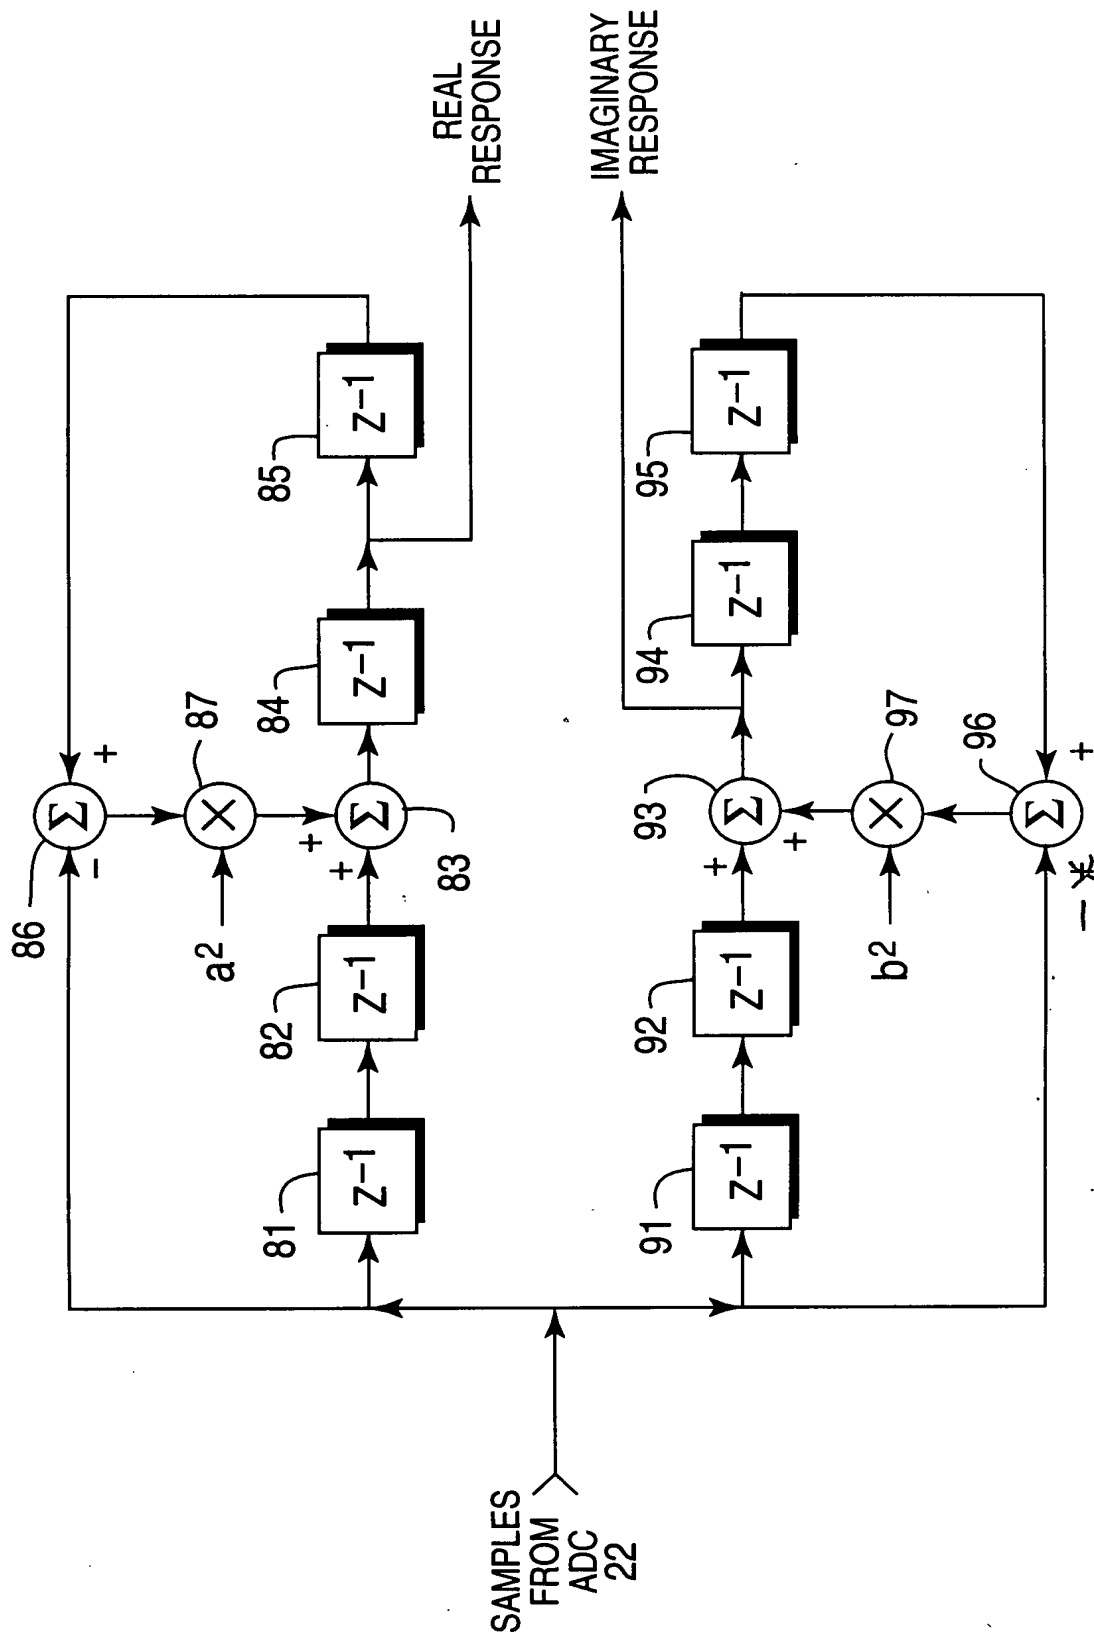 SAMPLES
FROM
ADC
22
86
+
-
87
a²
+
+
83
81
Z⁻¹
82
Z⁻¹
84
Z⁻¹
85
Z⁻¹
Σ
×
Σ
REAL
RESPONSE
IMAGINARY
RESPONSE
91
Z⁻¹
92
Z⁻¹
93
Σ
94
Z⁻¹
95
Z⁻¹
+
+
b²
×
97
96
Σ
+
- ж